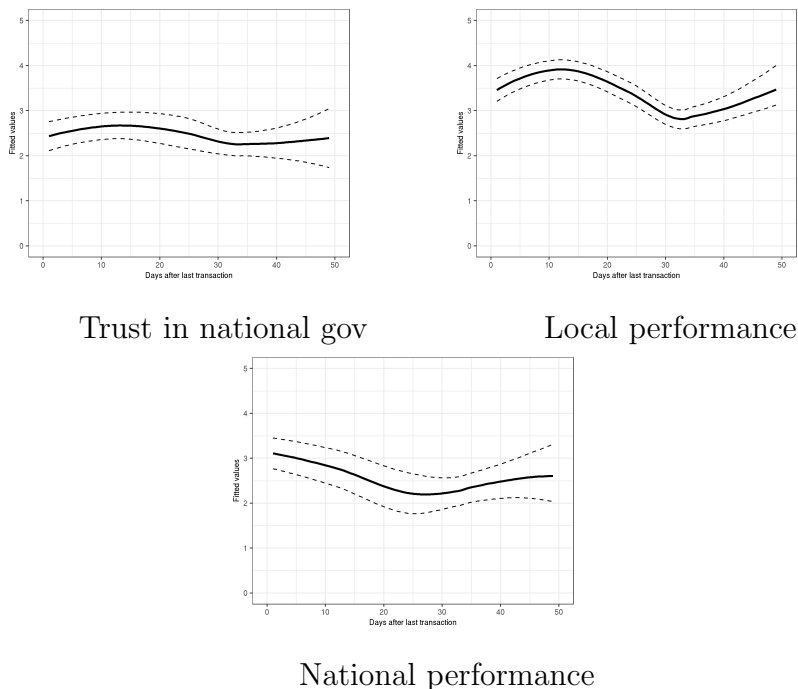 5
4
3
2
1
0
Fitted values
0 10 20 30 40 50
Days after last transaction
Trust in national gov
5
4
3
2
1
0
Fitted values
0 10 20 30 40 50
Days after last transaction
Local performance
5
4
3
2
1
0
Fitted values
0 10 20 30 40 50
Days after last transaction
National performance